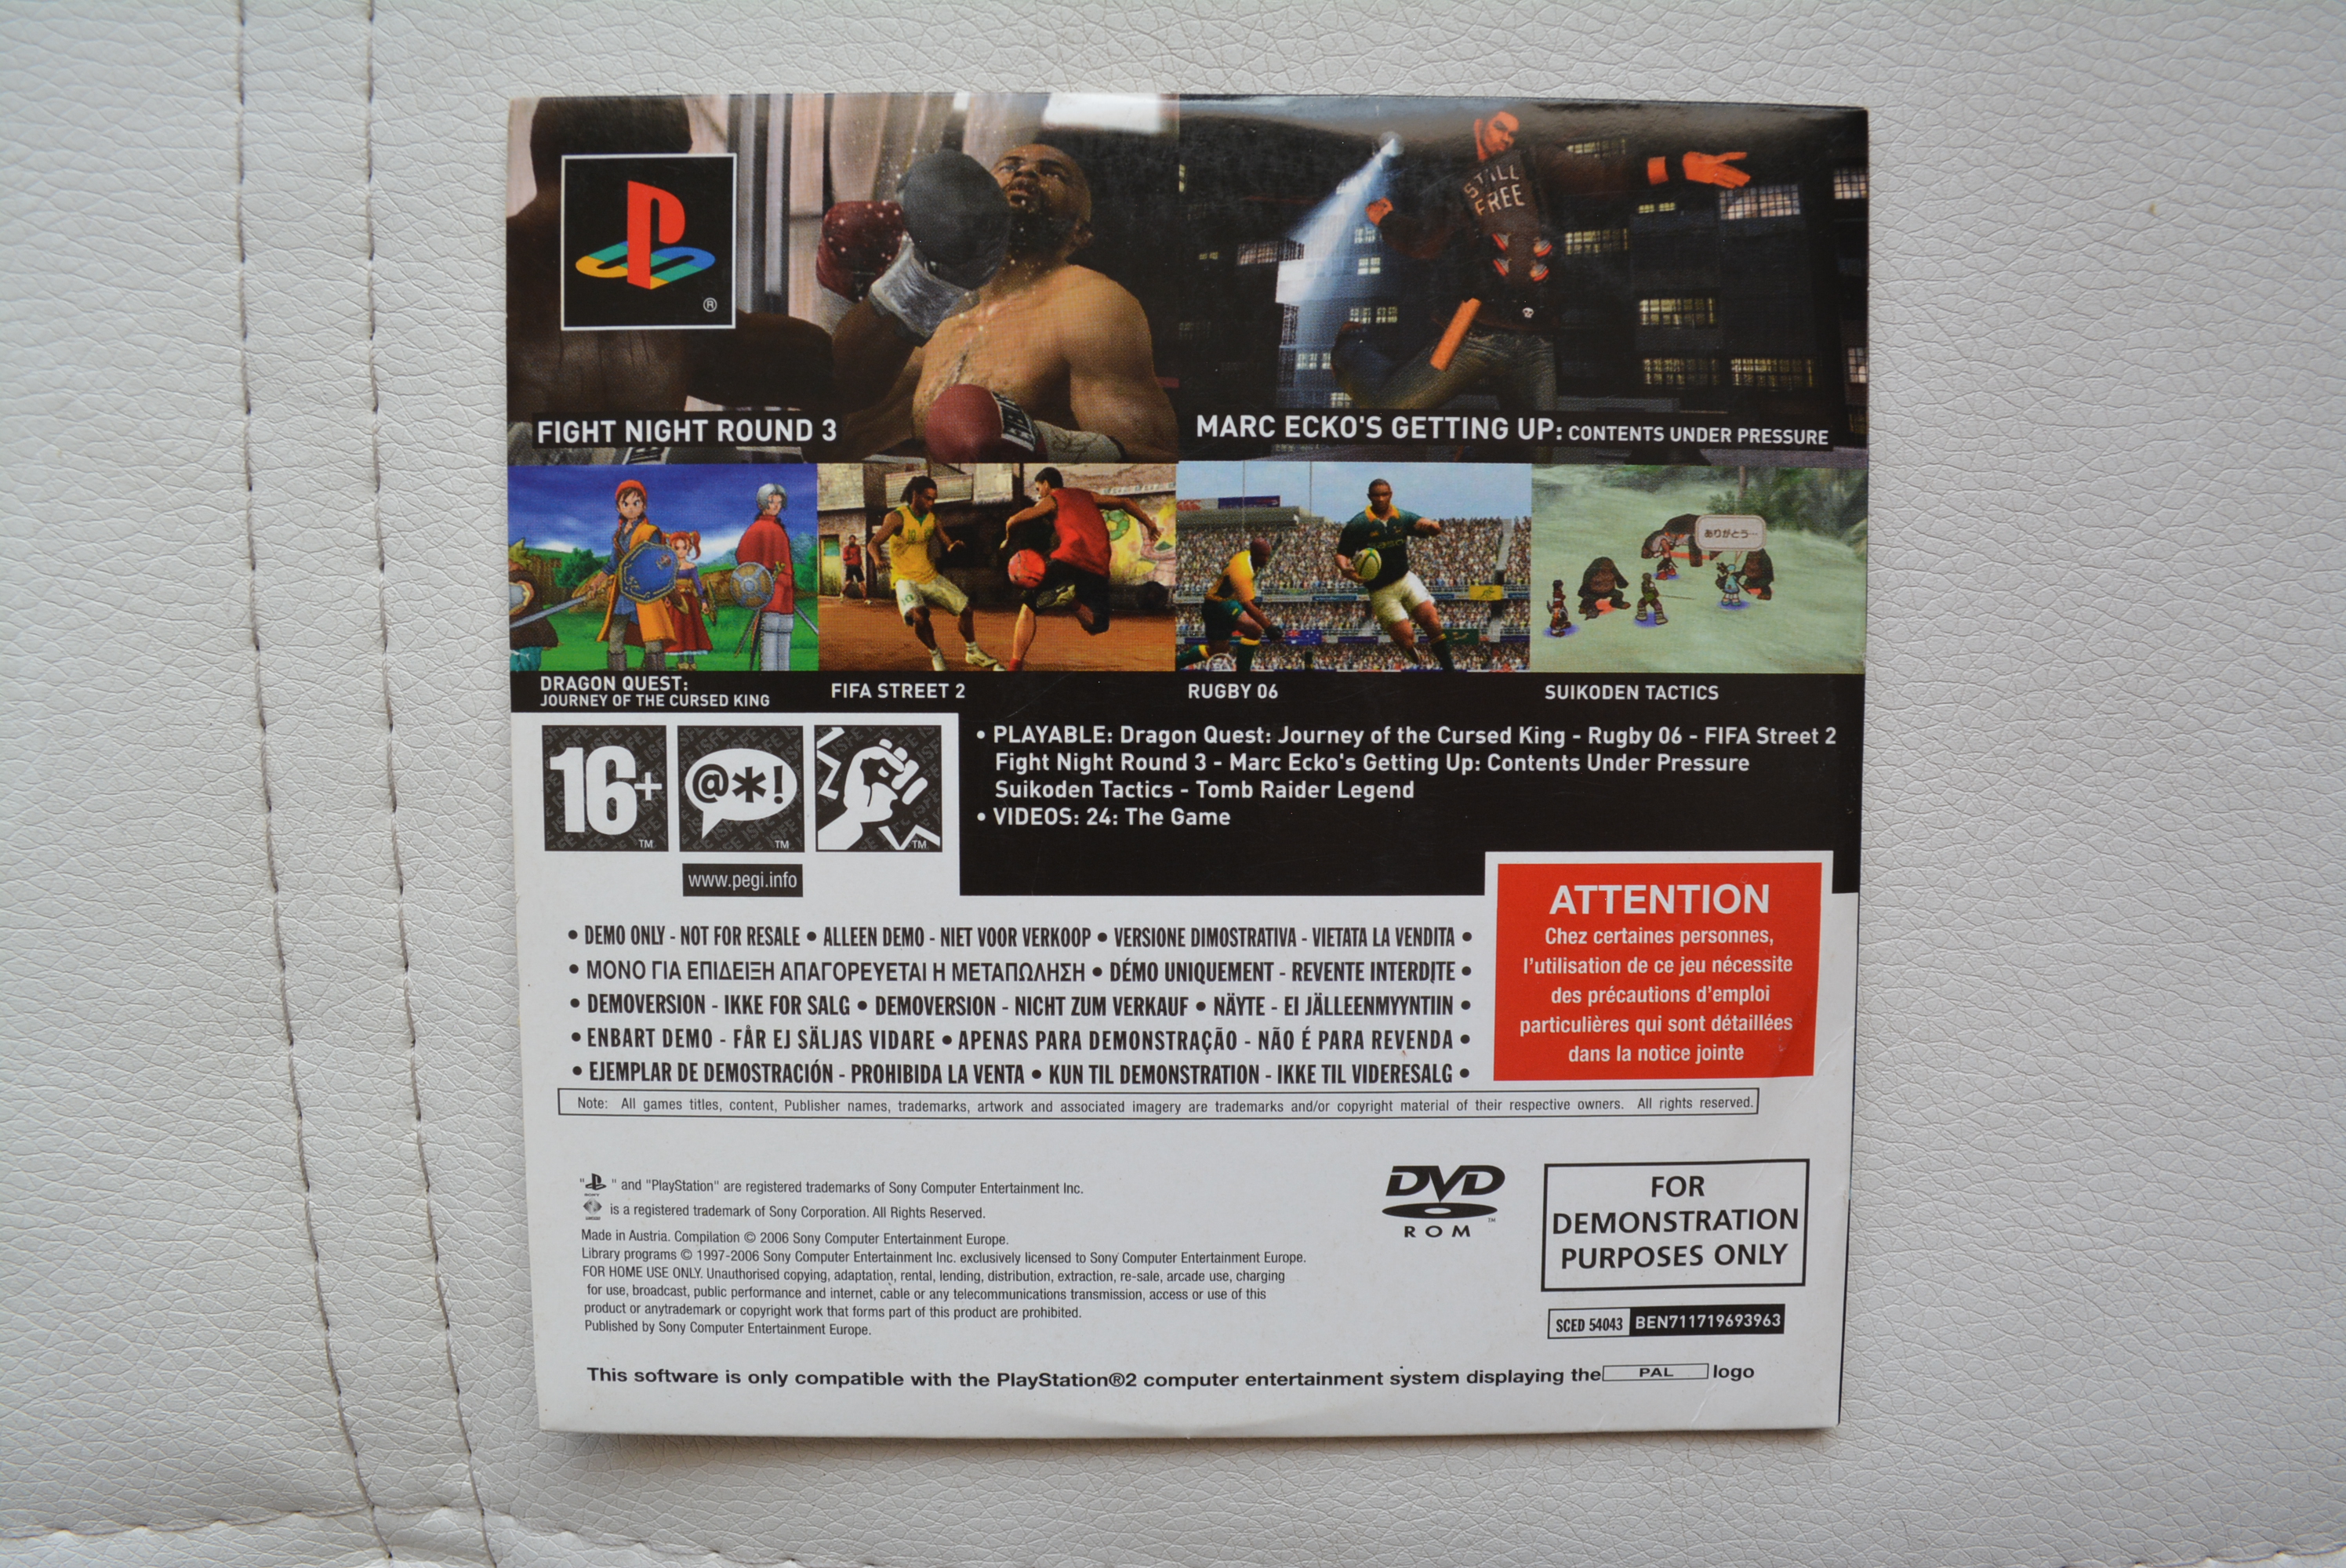 ®
STILL
FREE
FIGHT NIGHT ROUND 3
MARC ECKO'S GETTING UP: CONTENTS UNDER PRESSURE
ありがとう…
DRAGON QUEST:
JOURNEY OF THE CURSED KING
FIFA STREET 2
RUGBY 06
SUIKODEN TACTICS
16+
TM
@*!
TM
TM
www.pegi.info
• PLAYABLE: Dragon Quest: Journey of the Cursed King - Rugby 06 - FIFA Street 2
Fight Night Round 3 - Marc Ecko's Getting Up: Contents Under Pressure
Suikoden Tactics - Tomb Raider Legend
• VIDEOS: 24: The Game
ATTENTION
Chez certaines personnes,
l'utilisation de ce jeu nécessite
des précautions d'emploi
particulières qui sont détaillées
dans la notice jointe
• DEMO ONLY - NOT FOR RESALE • ALLEEN DEMO - NIET VOOR VERKOOP • VERSIONE DIMOSTRATIVA - VIETATA LA VENDITA •
• ΜΟΝΟ ΓΙΑ ΕΠΙΔΕΙΞΗ ΑΠΑΓΟΡΕΥΕΤΑΙ Η ΜΕΤΑΠΩΛΗΣΗ • DÉMO UNIQUEMENT - REVENTE INTERDITE •
• DEMOVERSION - IKKE FOR SALG • DEMOVERSION - NICHT ZUM VERKAUF • NÄYTE - EI JÄLLEENMYYNTIIN •
• ENBART DEMO - FÅR EJ SÄLJAS VIDARE • APENAS PARA DEMONSTRAÇÃO - NÃO É PARA REVENDA •
• EJEMPLAR DE DEMOSTRACIÓN - PROHIBIDA LA VENTA • KUN TIL DEMONSTRATION - IKKE TIL VIDERESALG •
Note: All games titles, content, Publisher names, trademarks, artwork and associated imagery are trademarks and/or copyright material of their respective owners. All rights reserved.
" " and "PlayStation" are registered trademarks of Sony Computer Entertainment Inc.
is a registered trademark of Sony Corporation. All Rights Reserved.
Made in Austria. Compilation © 2006 Sony Computer Entertainment Europe.
Library programs © 1997-2006 Sony Computer Entertainment Inc. exclusively licensed to Sony Computer Entertainment Europe.
FOR HOME USE ONLY. Unauthorised copying, adaptation, rental, lending, distribution, extraction, re-sale, arcade use, charging
for use, broadcast, public performance and internet, cable or any telecommunications transmission, access or use of this
product or anytrademark or copyright work that forms part of this product are prohibited.
Published by Sony Computer Entertainment Europe.
DVD
ROM
TM
FOR
DEMONSTRATION
PURPOSES ONLY
SCED 54043 BEN711719693963
This software is only compatible with the PlayStation®2 computer entertainment system displaying the PAL logo